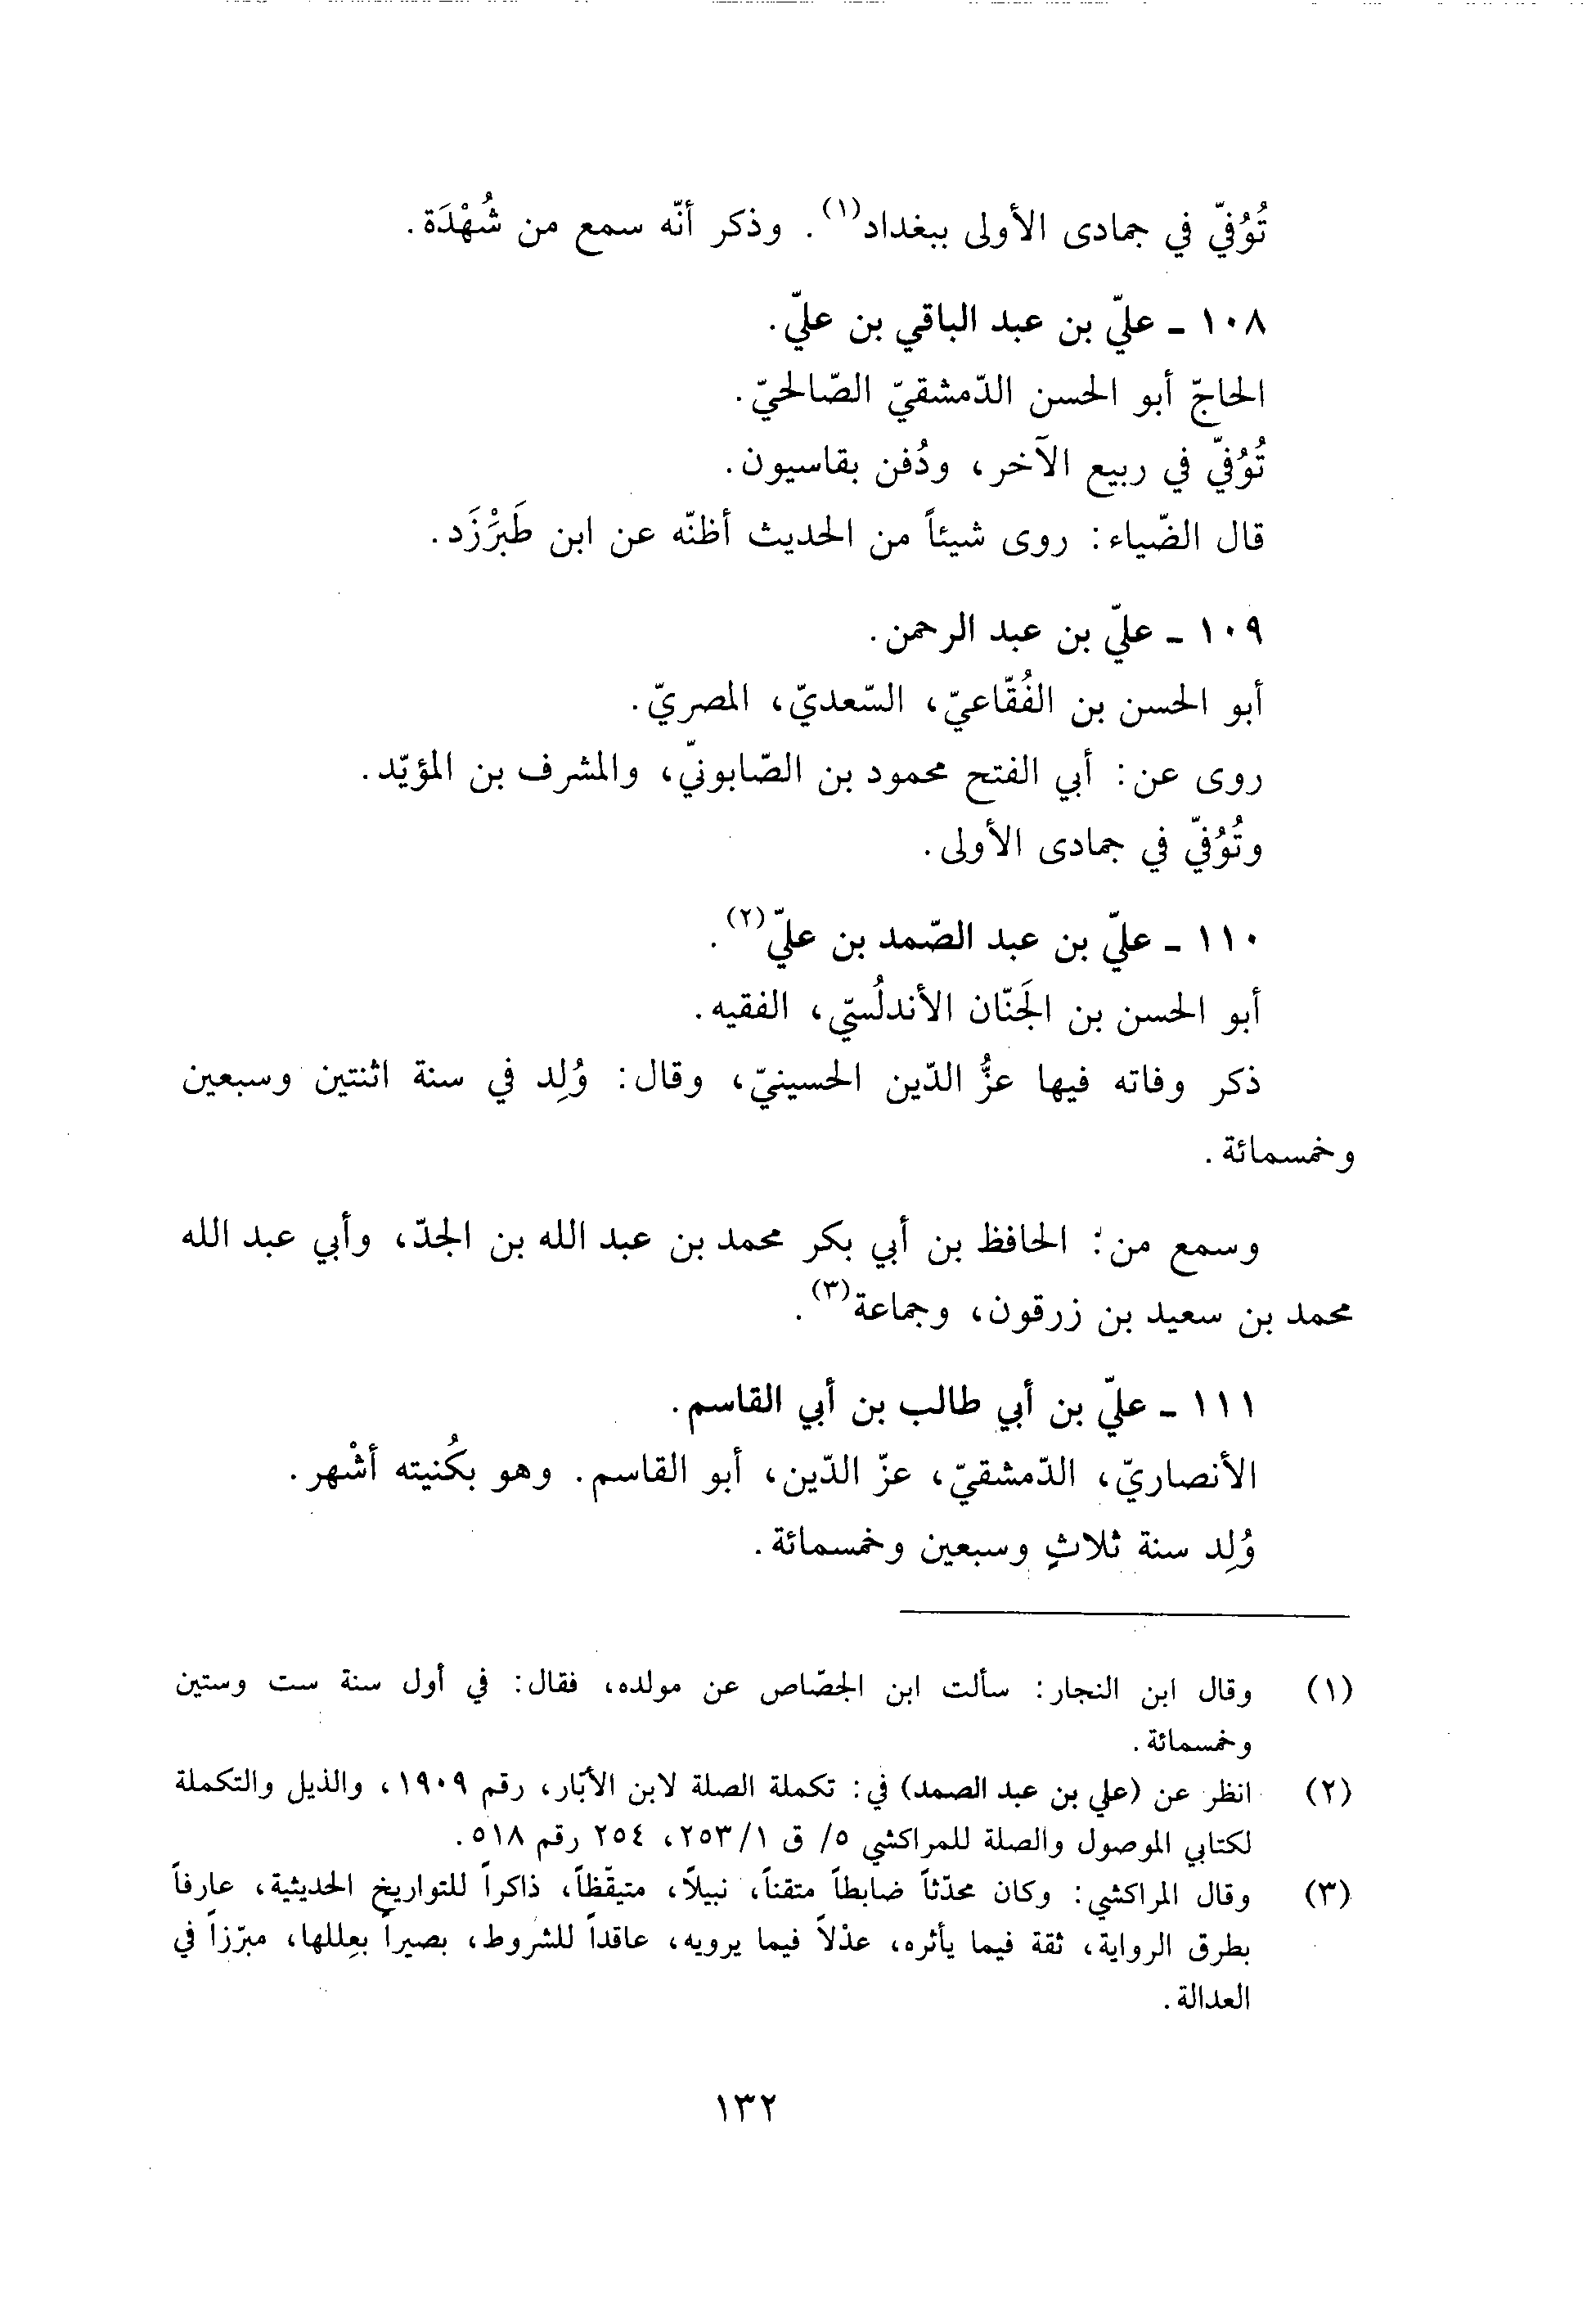 تُوُفيّ في جمادى الأولى ببغداد(١). وذكر أنّه سمع من شُهْدَة.
١٠٨ ـ عليّ بن عبد الباقي بن عليّ.
الحاجّ أبو الحسن الدّمشقيّ الصّالحيّ.
تُوُفيّ في ربيع الآخر، ودُفن بقاسيون.
قال الضّياء: روى شيئاً من الحديث أظنّه عن ابن طَبَرْزَد.
١٠٩ ـ عليّ بن عبد الرحمن.
أبو الحسن بن الفُقّاعيّ، السّعديّ، المصريّ.
روى عن: أبي الفتح محمود بن الصّابونيّ، والمشرف بن المؤيّد.
وتُوُفيّ في جمادى الأولى.
١١٠ ـ عليّ بن عبد الصّمد بن عليّ(٢).
أبو الحسن بن الجَنّان الأندلُسيّ، الفقيه.
ذكر وفاته فيها عزُّ الدّين الحسينيّ، وقال: وُلِد في سنة اثنتين وسبعين
وخمسمائة.
وسمع من: الحافظ بن أبي بكر محمد بن عبد الله بن الجدّ، وأبي عبد الله
محمد بن سعيد بن زرقون، وجماعة(٣).
١١١ ـ عليّ بن أبي طالب بن أبي القاسم.
الأنصاريّ، الدّمشقيّ، عزّ الدّين، أبو القاسم. وهو بكُنيته أشْهر.
وُلِد سنة ثلاثٍ وسبعين وخمسمائة.
(١) وقال ابن النجار: سألت ابن الجصّاص عن مولده، فقال: في أول سنة ست وستين
وخمسمائة.
(٢) انظر عن (علي بن عبد الصمد) في: تكملة الصلة لابن الأبّار، رقم ١٩٠٩، والذيل والتكملة
لكتابي الموصول والصلة للمراكشي ٥/ ق ١/٢٥٣، ٢٥٤ رقم ٥١٨.
(٣) وقال المراكشي: وكان محدّثاً ضابطاً متقناً، نبيلاً، متيقّظاً، ذاكراً للتواريخ الحديثية، عارفاً
بطرق الرواية، ثقة فيما يأثره، عدْلاً فيما يرويه، عاقداً للشروط، بصيراً بعِللها، مبرّزاً في
العدالة.
١٣٢